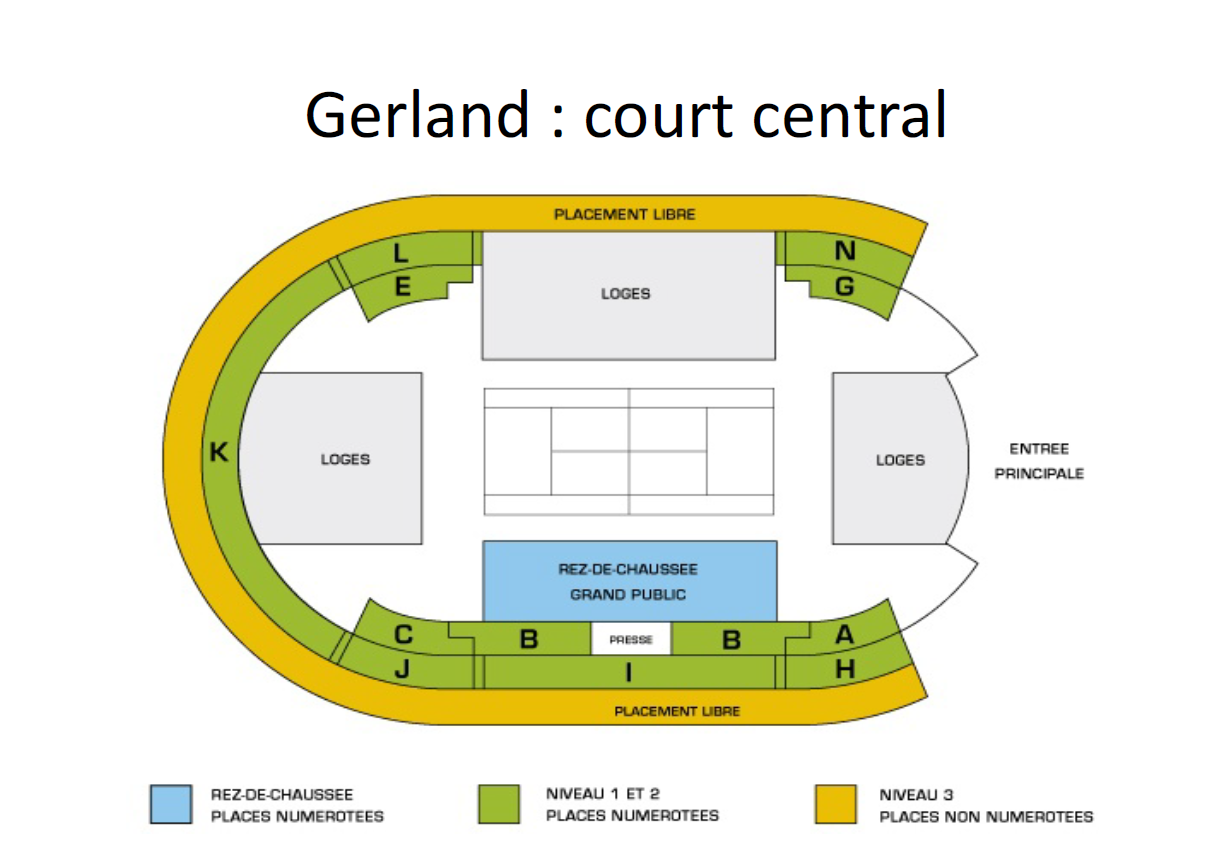 Gerland : court central
PLACEMENT LIBRE
L
N
E
G
LOGES
K
LOGES
LOGES
ENTREE
PRINCIPALE
REZ-DE-CHAUSSEE
GRAND PUBLIC
C
B
PRESSE
B
A
J
I
H
PLACEMENT LIBRE
REZ-DE-CHAUSSEE
PLACES NUMEROTEES
NIVEAU 1 ET 2
PLACES NUMEROTEES
NIVEAU 3
PLACES NON NUMEROTEES